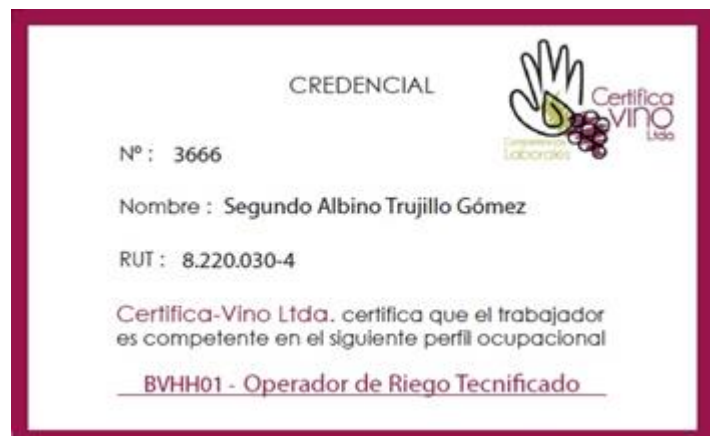 CREDENCIAL
Certifica
VINO
Ltda
Competencias
Laborales
Nº : 3666
Nombre : Segundo Albino Trujillo Gómez
RUT : 8.220.030-4
Certifica-Vino Ltda. certifica que el trabajador
es competente en el siguiente perfil ocupacional
BVHH01 - Operador de Riego Tecnificado